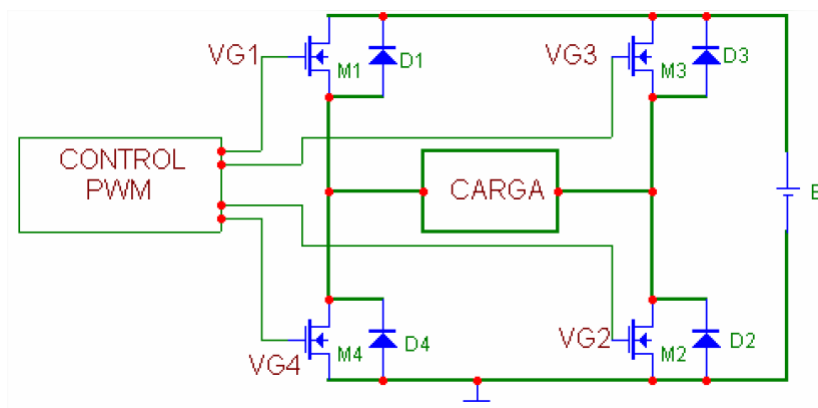 VG1
M1
D1
VG3
M3
D3
CONTROL
PWM
CARGA
E
VG4
M4
D4
VG2
M2
D2